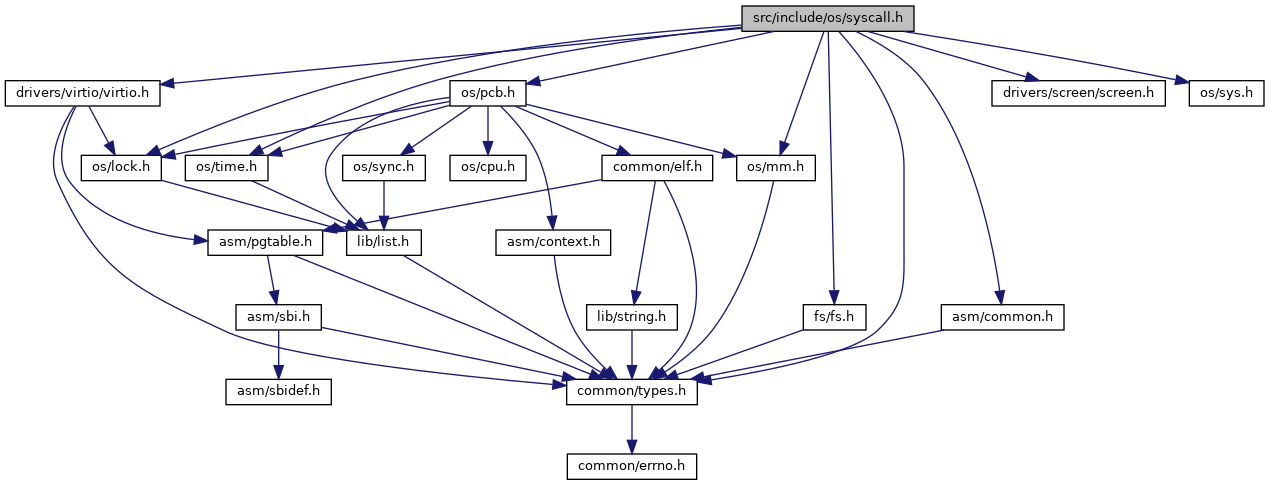 src/include/os/syscall.h
drivers/virtio/virtio.h
os/pcb.h
drivers/screen/screen.h
os/sys.h
os/lock.h
os/time.h
os/sync.h
os/cpu.h
common/elf.h
os/mm.h
asm/pgtable.h
lib/list.h
asm/context.h
asm/sbi.h
lib/string.h
fs/fs.h
asm/common.h
asm/sbidef.h
common/types.h
common/errno.h